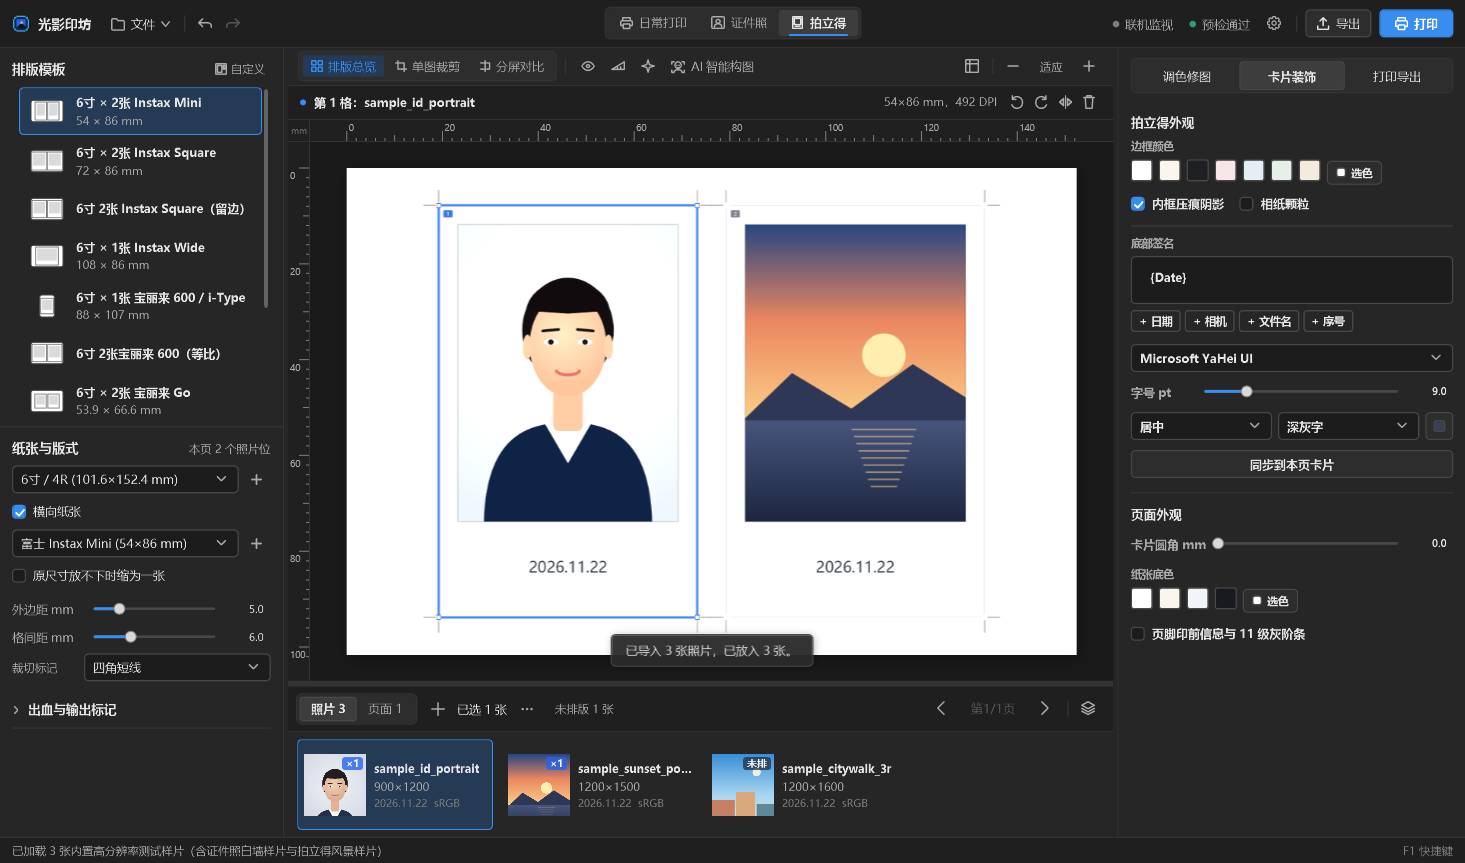 光影印坊
文件
日常打印
证件照
拍立得
联机监视
预检通过
导出
打印
排版模板
自定义
6寸 × 2张 Instax Mini
54 × 86 mm
6寸 × 2张 Instax Square
72 × 86 mm
6寸 2张 Instax Square（留边）
6寸 × 1张 Instax Wide
108 × 86 mm
6寸 × 1张 宝丽来 600 / i-Type
88 × 107 mm
6寸 2张宝丽来 600（等比）
6寸 × 2张 宝丽来 Go
53.9 × 66.6 mm
纸张与版式
本页 2 个照片位
6寸 / 4R (101.6×152.4 mm)
横向纸张
富士 Instax Mini (54×86 mm)
原尺寸放不下时缩为一张
外边距 mm
5.0
格间距 mm
6.0
裁切标记
四角短线
出血与输出标记
排版总览
单图裁剪
分屏对比
AI 智能构图
适应
第 1 格：sample_id_portrait
54×86 mm，492 DPI
mm
0
20
40
60
80
100
120
140
0
20
40
60
80
100
1
2
2026.11.22
2026.11.22
已导入 3 张照片，已放入 3 张。
照片 3
页面 1
已选 1 张
未排版 1 张
第1/1页
×1
sample_id_portrait
900×1200
2026.11.22 sRGB
×1
sample_sunset_po...
1200×1500
2026.11.22 sRGB
未排
sample_citywalk_3r
1200×1600
2026.11.22 sRGB
调色修图
卡片装饰
打印导出
拍立得外观
边框颜色
选色
内框压痕阴影
相纸颗粒
底部签名
{Date}
+ 日期
+ 相机
+ 文件名
+ 序号
Microsoft YaHei UI
字号 pt
9.0
居中
深灰字
同步到本页卡片
页面外观
卡片圆角 mm
0.0
纸张底色
选色
页脚印前信息与 11 级灰阶条
已加载 3 张内置高分辨率测试样片（含证件照白墙样片与拍立得风景样片）
F1 快捷键